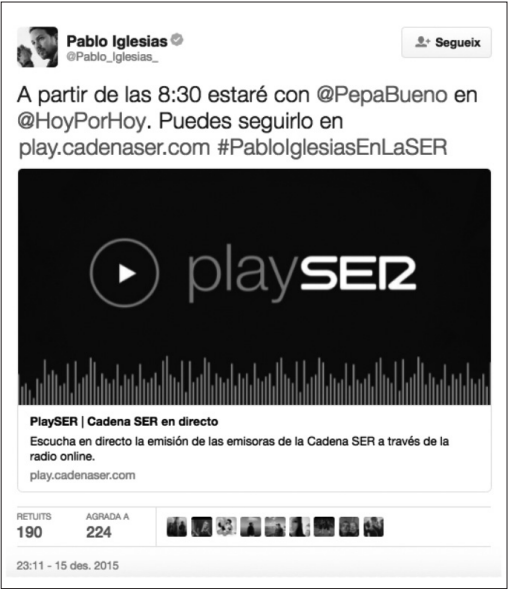 Pablo Iglesias
@Pablo_Iglesias_
Segueix
A partir de las 8:30 estaré con @PepaBueno en
@HoyPorHoy. Puedes seguirlo en
play.cadenaser.com #PabloIglesiasEnLaSER
playSER
PlaySER | Cadena SER en directo
Escucha en directo la emisión de las emisoras de la Cadena SER a través de la
radio online.
play.cadenaser.com
RETUITS
190
AGRADA A
224
23:11 - 15 des. 2015